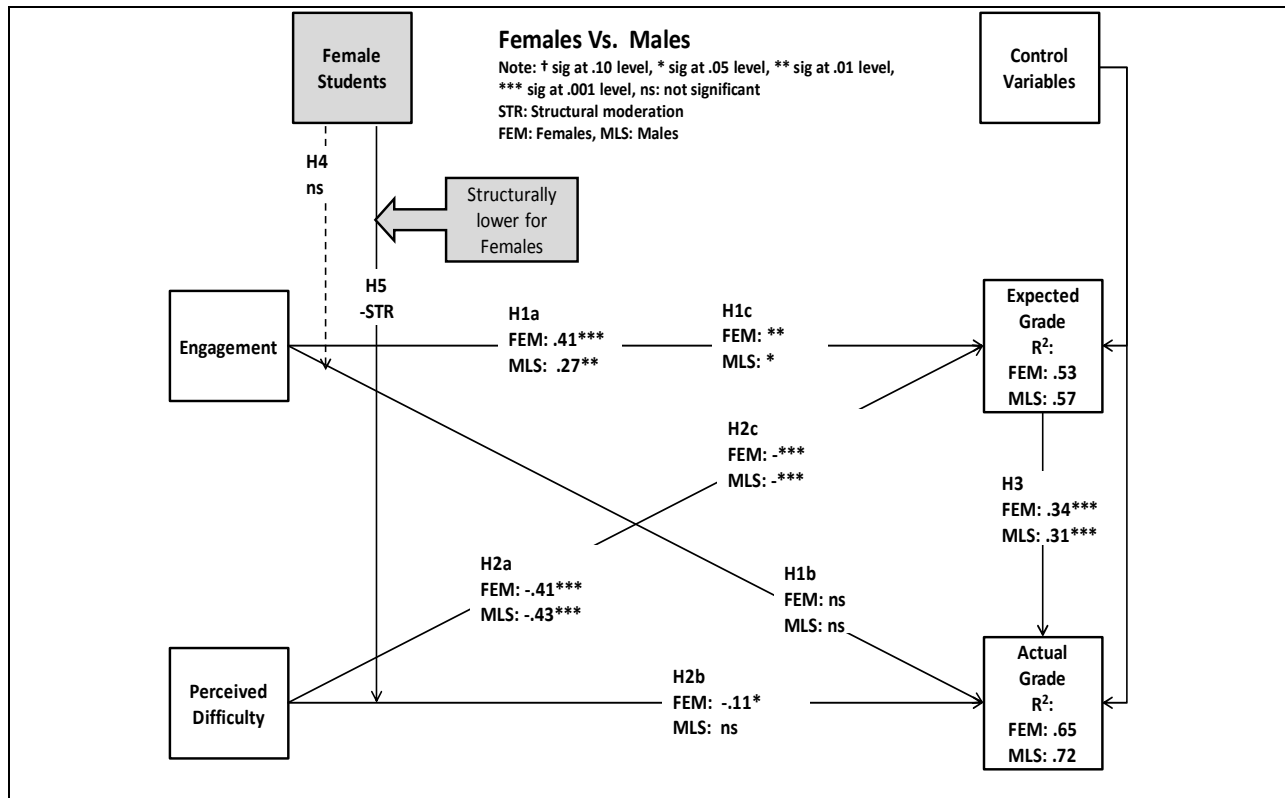 Female
Students
Females Vs. Males
Note: † sig at .10 level, * sig at .05 level, ** sig at .01 level,
*** sig at .001 level, ns: not significant
STR: Structural moderation
FEM: Females, MLS: Males
Control
Variables
H4
ns
Structurally
lower for
Females
H5
-STR
Engagement
H1a
FEM: .41***
MLS: .27**
H1c
FEM: **
MLS: *
Expected
Grade
R²:
FEM: .53
MLS: .57
H2c
FEM: -***
MLS: -***
H3
FEM: .34***
MLS: .31***
H2a
FEM: -.41***
MLS: -.43***
H1b
FEM: ns
MLS: ns
Perceived
Difficulty
H2b
FEM: -.11*
MLS: ns
Actual
Grade
R²:
FEM: .65
MLS: .72